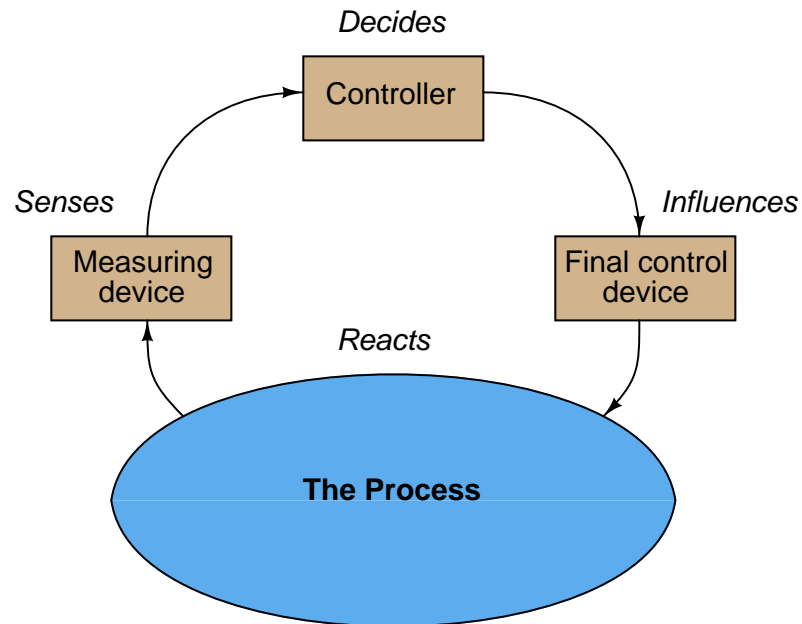 Decides
Controller
Senses
Influences
Measuring
device
Final control
device
Reacts
The Process